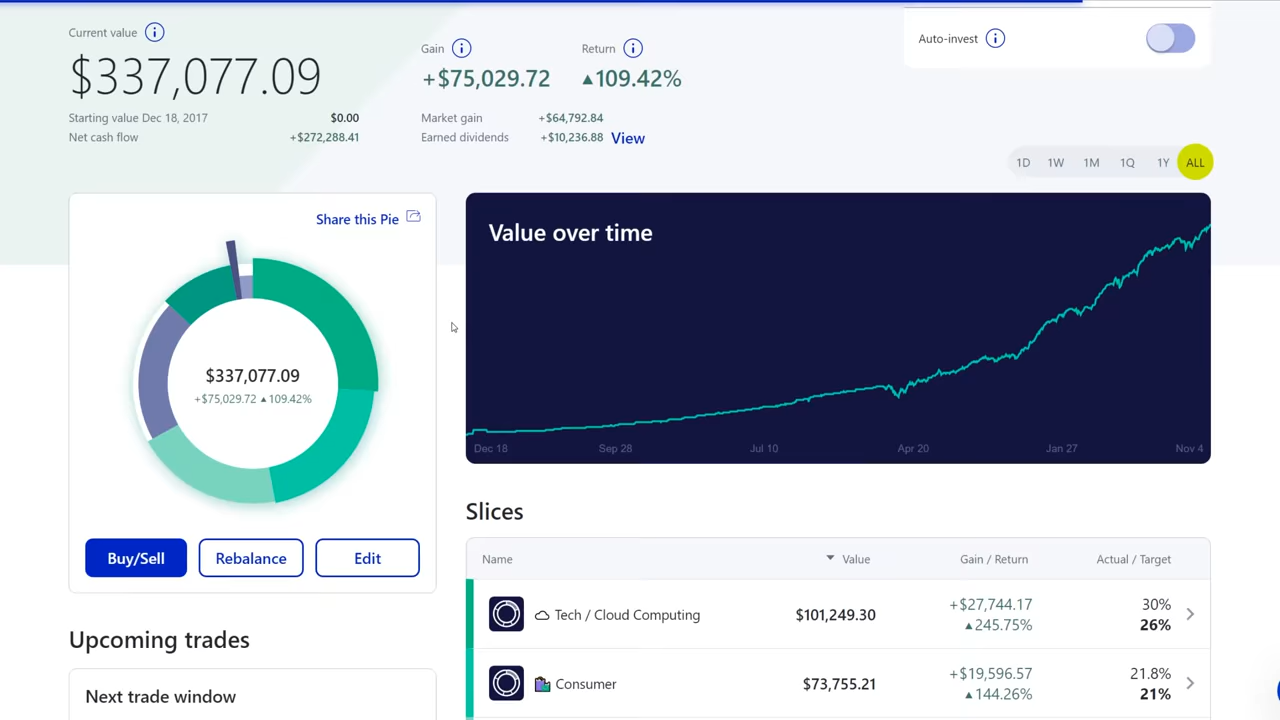 Current value
$337,077.09
Starting value Dec 18, 2017 $0.00
Net cash flow +$272,288.41
Gain
+$75,029.72
Return
▲109.42%
Market gain +$64,792.84
Earned dividends +$10,236.88 View
Auto-invest
1D 1W 1M 1Q 1Y ALL
Share this Pie
$337,077.09
+$75,029.72 ▲109.42%
Buy/Sell Rebalance Edit
Upcoming trades
Next trade window
Value over time
Dec 18 Sep 28 Jul 10 Apr 20 Jan 27 Nov 4
Slices
Name Value Gain / Return Actual / Target
Tech / Cloud Computing $101,249.30 +$27,744.17 30%
▲245.75% 26%
Consumer $73,755.21 +$19,596.57 21.8%
▲144.26% 21%